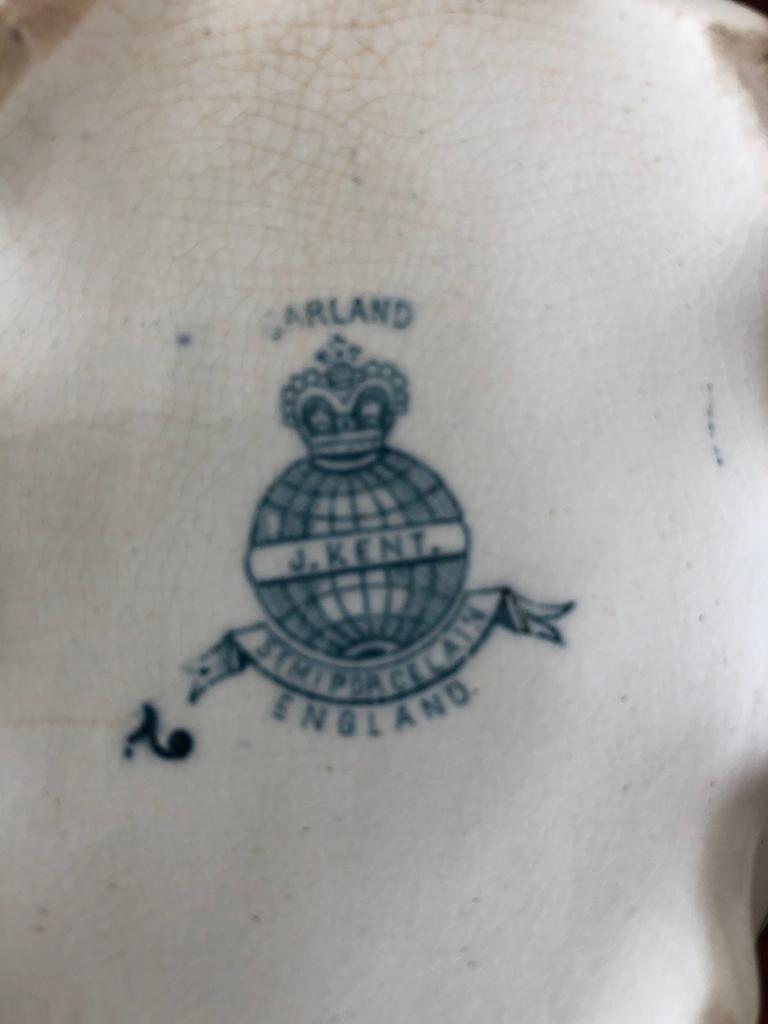 GARLAND
J. KENT.
SEMI PORCELAIN
ENGLAND